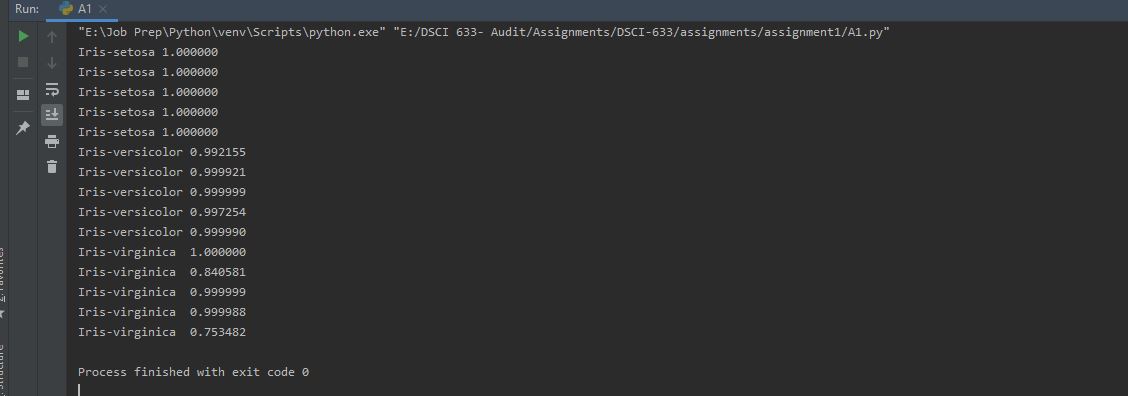 Run: A1
"E:\Job Prep\Python\venv\Scripts\python.exe" "E:/DSCI 633- Audit/Assignments/DSCI-633/assignments/assignment1/A1.py"
Iris-setosa 1.000000
Iris-setosa 1.000000
Iris-setosa 1.000000
Iris-setosa 1.000000
Iris-setosa 1.000000
Iris-versicolor 0.992155
Iris-versicolor 0.999921
Iris-versicolor 0.999999
Iris-versicolor 0.997254
Iris-versicolor 0.999990
Iris-virginica  1.000000
Iris-virginica  0.840581
Iris-virginica  0.999999
Iris-virginica  0.999988
Iris-virginica  0.753482
Process finished with exit code 0